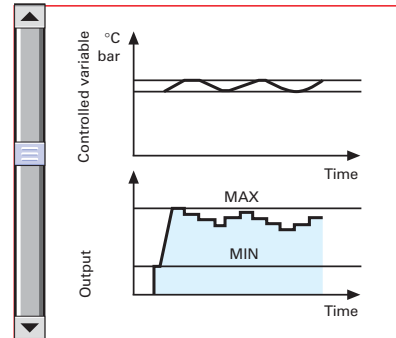 °C
bar
Controlled variable
Time
MAX
MIN
Output
Time